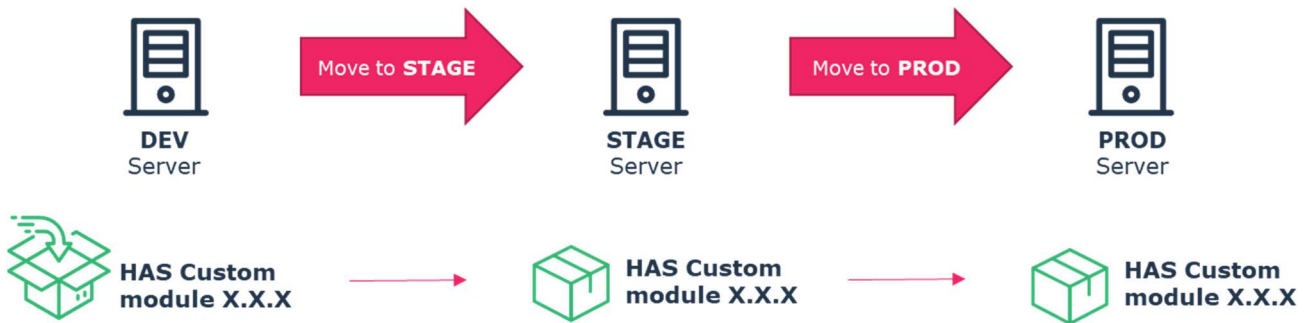 Move to STAGE
Move to PROD
DEV
Server
STAGE
Server
PROD
Server
HAS Custom
module X.X.X
HAS Custom
module X.X.X
HAS Custom
module X.X.X